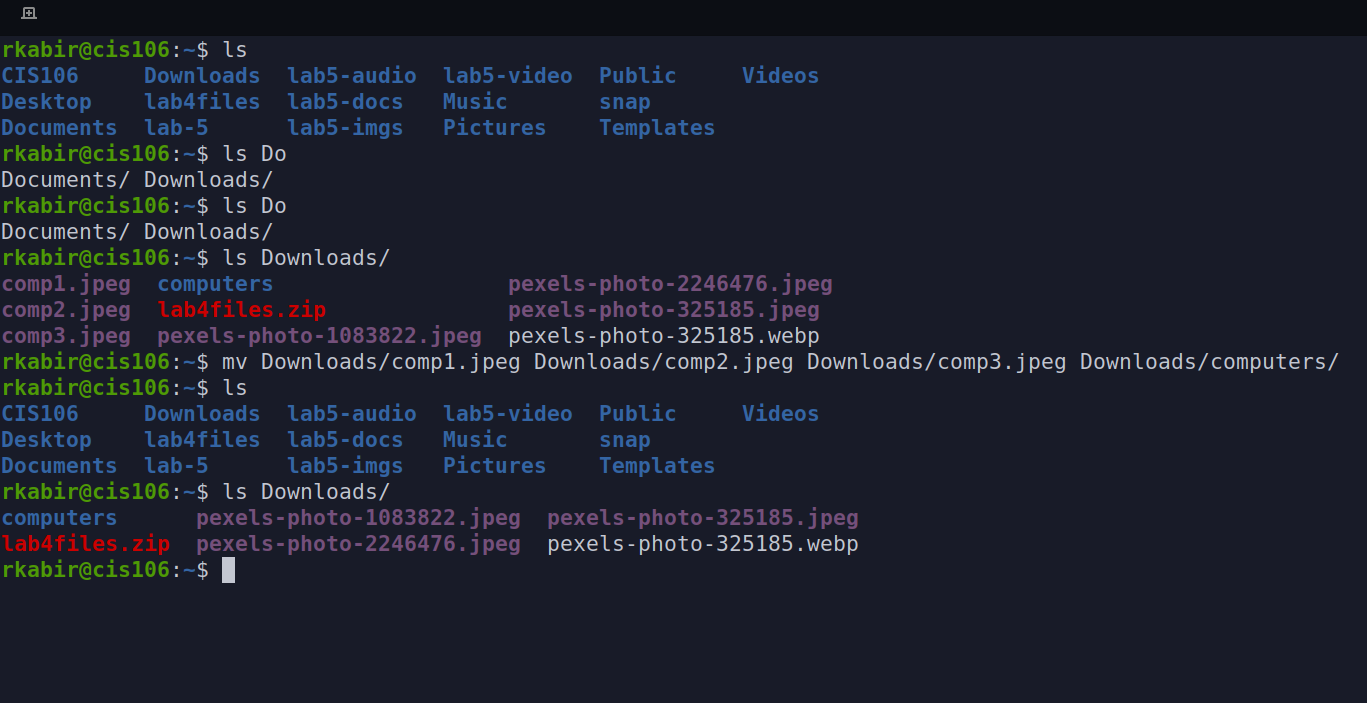 rkabir@cis106:~$ ls
CIS106     Downloads  lab5-audio  lab5-video  Public     Videos
Desktop    lab4files  lab5-docs   Music       snap
Documents  lab-5      lab5-imgs   Pictures    Templates
rkabir@cis106:~$ ls Do
Documents/ Downloads/
rkabir@cis106:~$ ls Do
Documents/ Downloads/
rkabir@cis106:~$ ls Downloads/
comp1.jpeg  computers                  pexels-photo-2246476.jpeg
comp2.jpeg  lab4files.zip              pexels-photo-325185.jpeg
comp3.jpeg  pexels-photo-1083822.jpeg  pexels-photo-325185.webp
rkabir@cis106:~$ mv Downloads/comp1.jpeg Downloads/comp2.jpeg Downloads/comp3.jpeg Downloads/computers/
rkabir@cis106:~$ ls
CIS106     Downloads  lab5-audio  lab5-video  Public     Videos
Desktop    lab4files  lab5-docs   Music       snap
Documents  lab-5      lab5-imgs   Pictures    Templates
rkabir@cis106:~$ ls Downloads/
computers      pexels-photo-1083822.jpeg  pexels-photo-325185.jpeg
lab4files.zip  pexels-photo-2246476.jpeg  pexels-photo-325185.webp
rkabir@cis106:~$